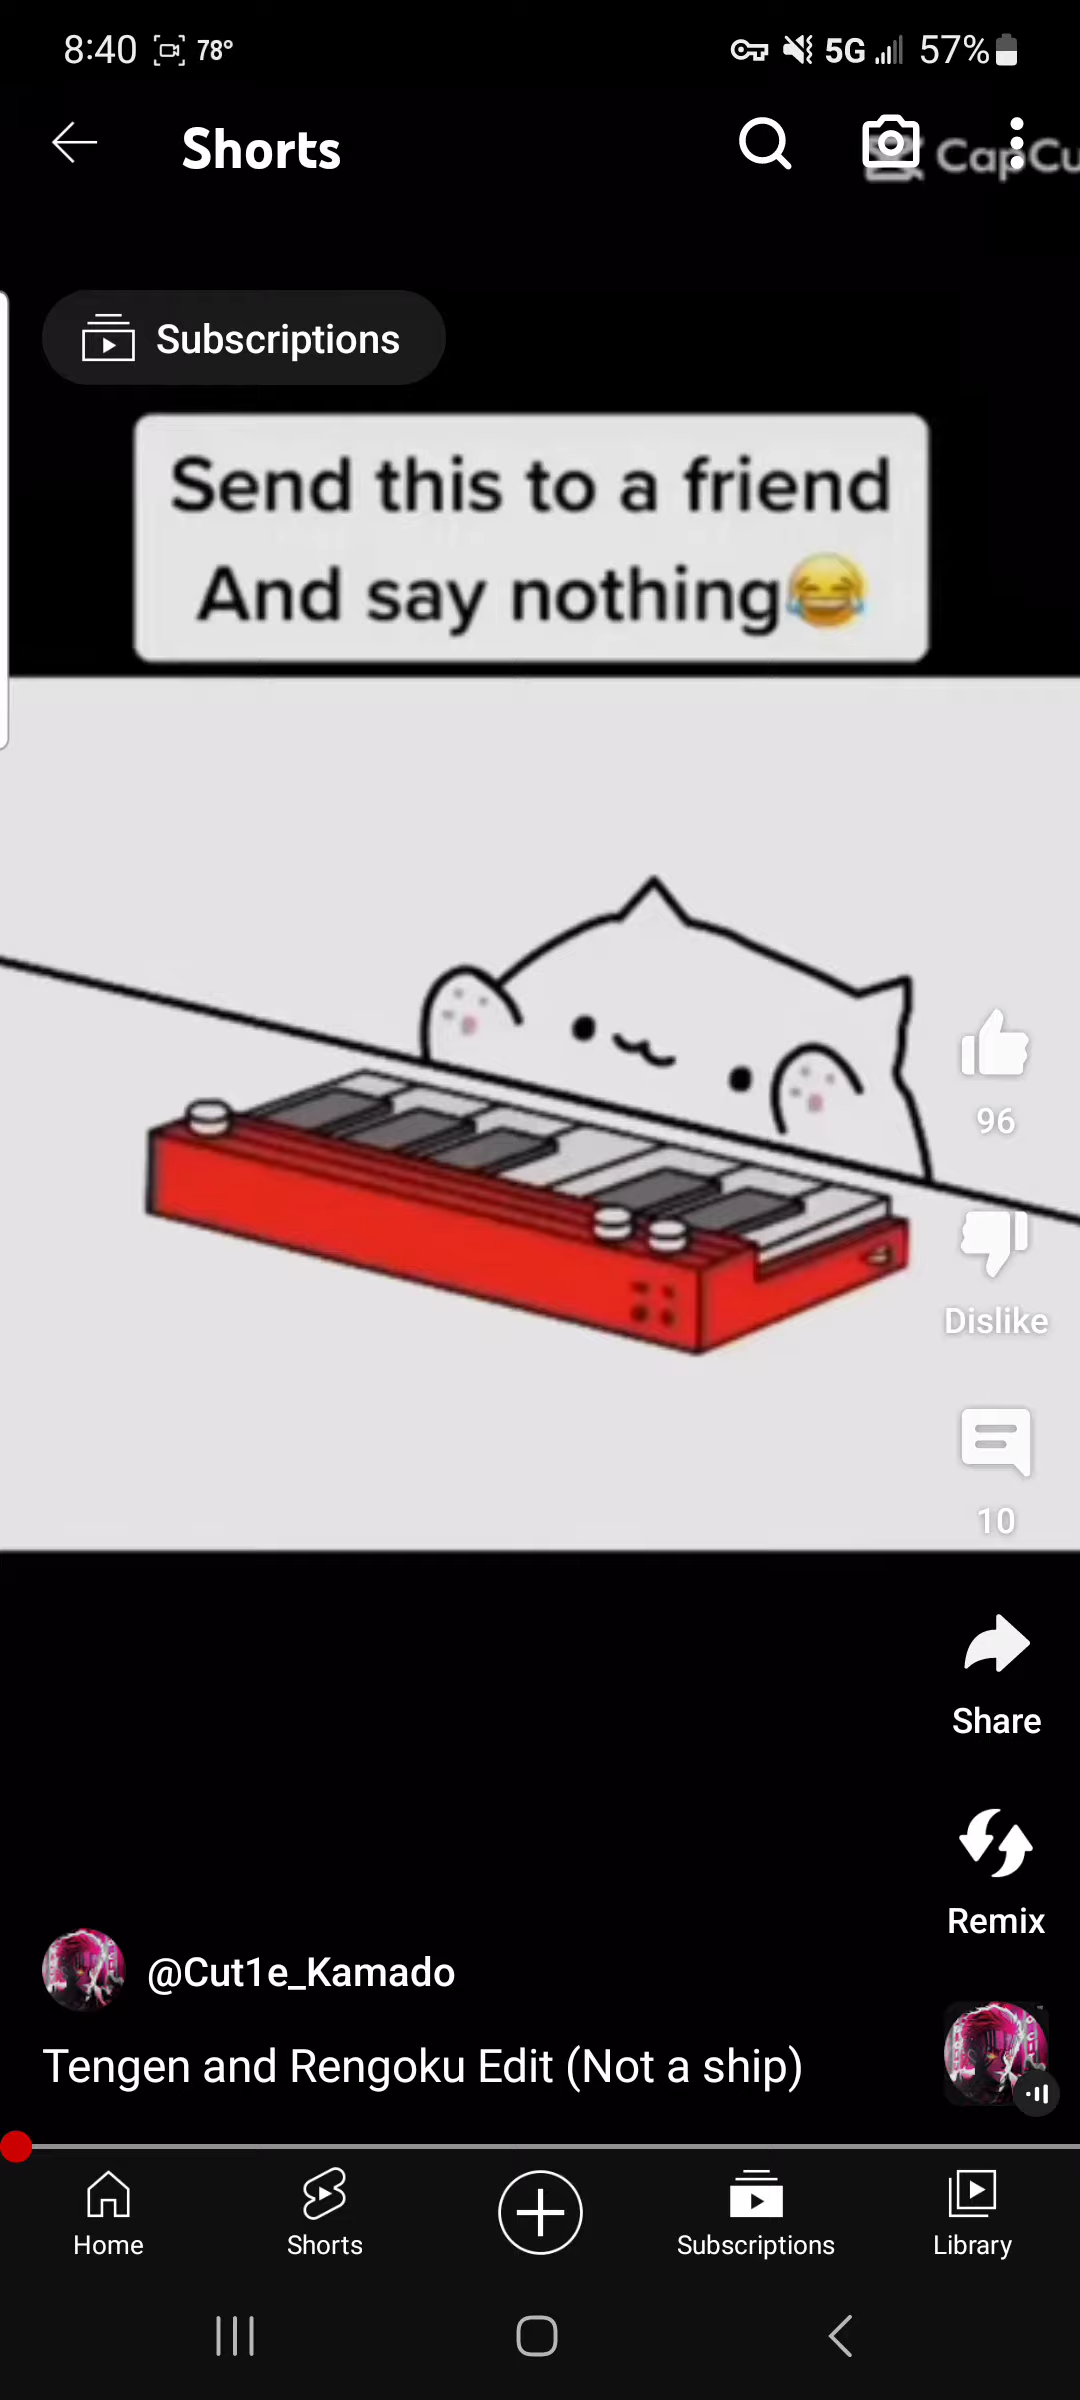 8:40 78° 5G 57%
Shorts
CapCu
Subscriptions
Send this to a friend
And say nothing😂
96
Dislike
10
Share
Remix
@Cut1e_Kamado
Tengen and Rengoku Edit (Not a ship)
Home Shorts Subscriptions Library